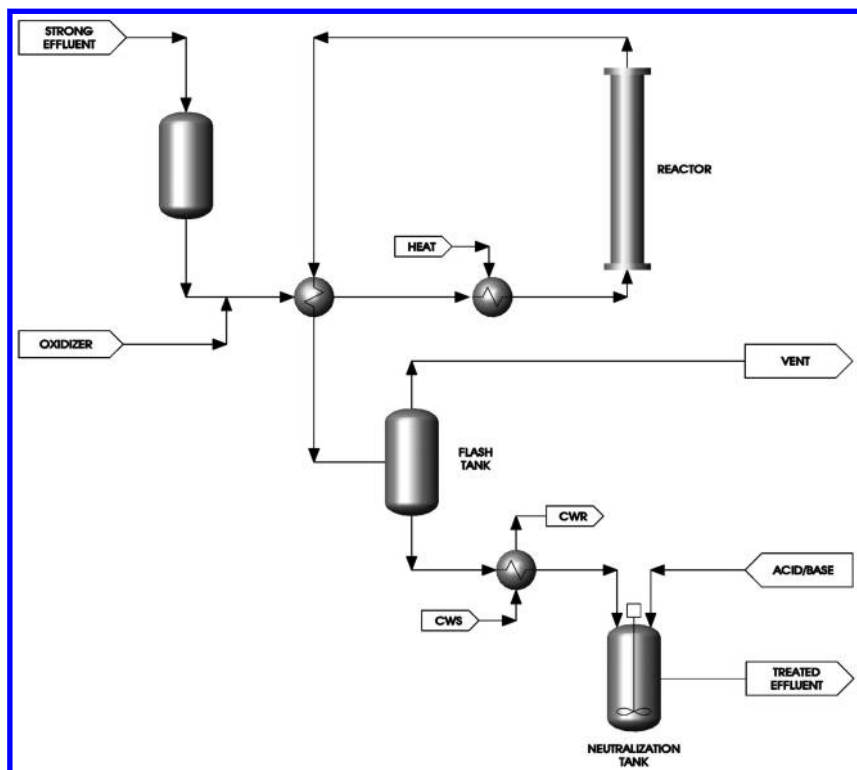 STRONG
EFFLUENT
REACTOR
HEAT
OXIDIZER
VENT
FLASH
TANK
CWR
ACID/BASE
CWS
TREATED
EFFLUENT
NEUTRALIZATION
TANK